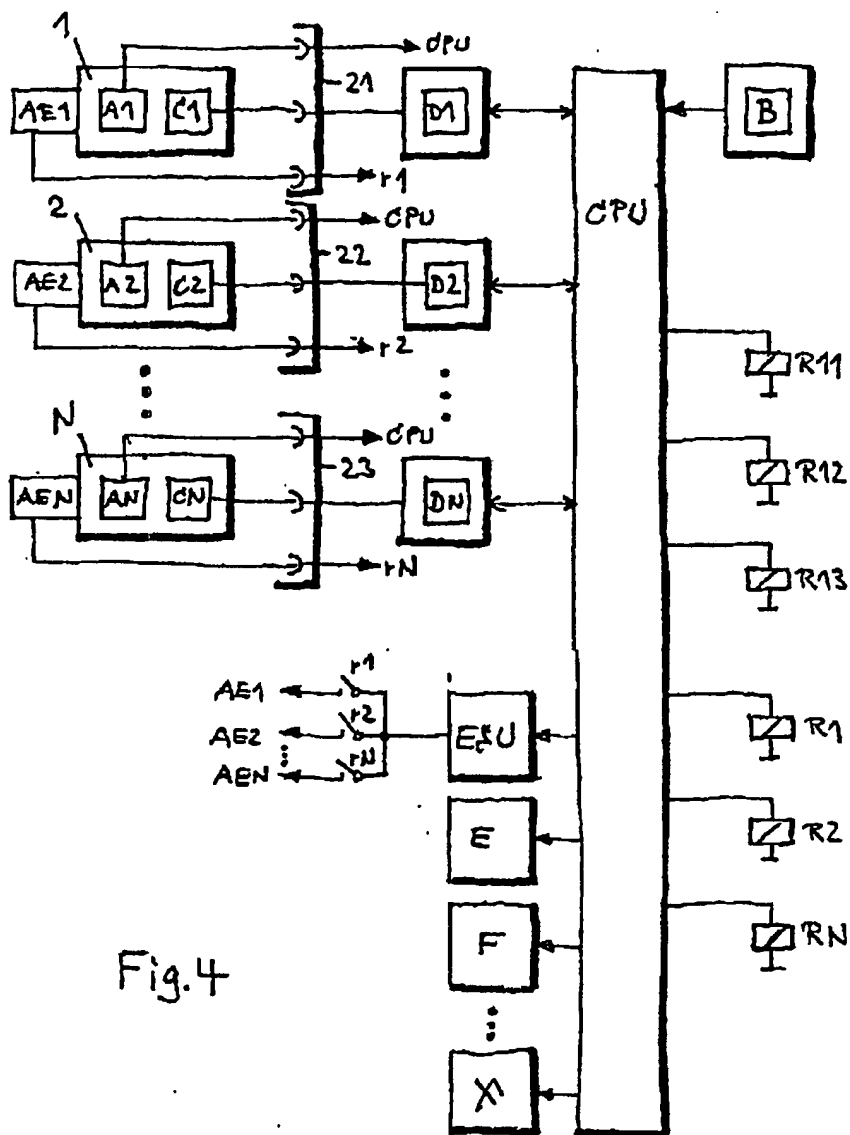 1
CPU
21
AE1
A1
C1
D1
B
r1
2
CPU
CPU
22
AE2
A2
C2
D2
r2
R11
N
CPU
23
AEN
AN
CN
DN
R12
rN
R13
r1
AE1
r2
AE2
R1
rN
AEN
E
R2
F
RN
Fig.4
X